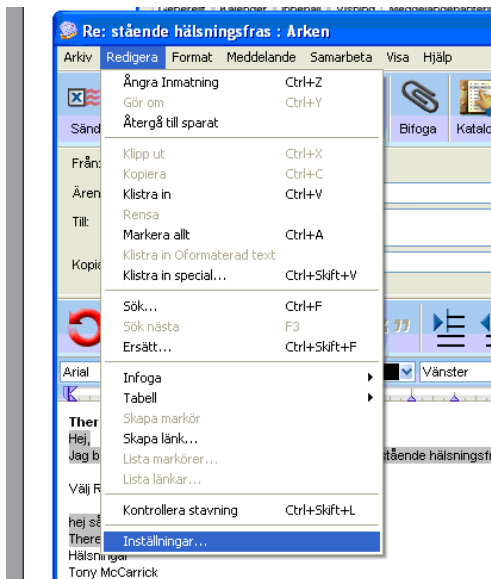 Re: stående hälsningsfras : Arken
Arkiv Redigera Format Meddelande Samarbeta Visa Hjälp
Ångra Inmatning Ctrl+Z
Gör om Ctrl+Y
Återgå till sparat
Bifoga
Klipp ut Ctrl+X
Kopiera Ctrl+C
Klistra in Ctrl+V
Rensa
Markera allt Ctrl+A
Klistra in Oformaterad text
Klistra in special... Ctrl+Skift+V
Sök... Ctrl+F
Sök nästa F3
Ersätt... Ctrl+Skift+F
Från:
Till:
Arial
Vänster
Infoga
Tabell
Skapa markör
Skapa länk...
Lista markörer...
Lista länkar...
Kontrollera stavning Ctrl+Skift+L
Inställningar...
Hej,
Jag
stående
Välj
hej
Hälsningar
Tony McCarrick